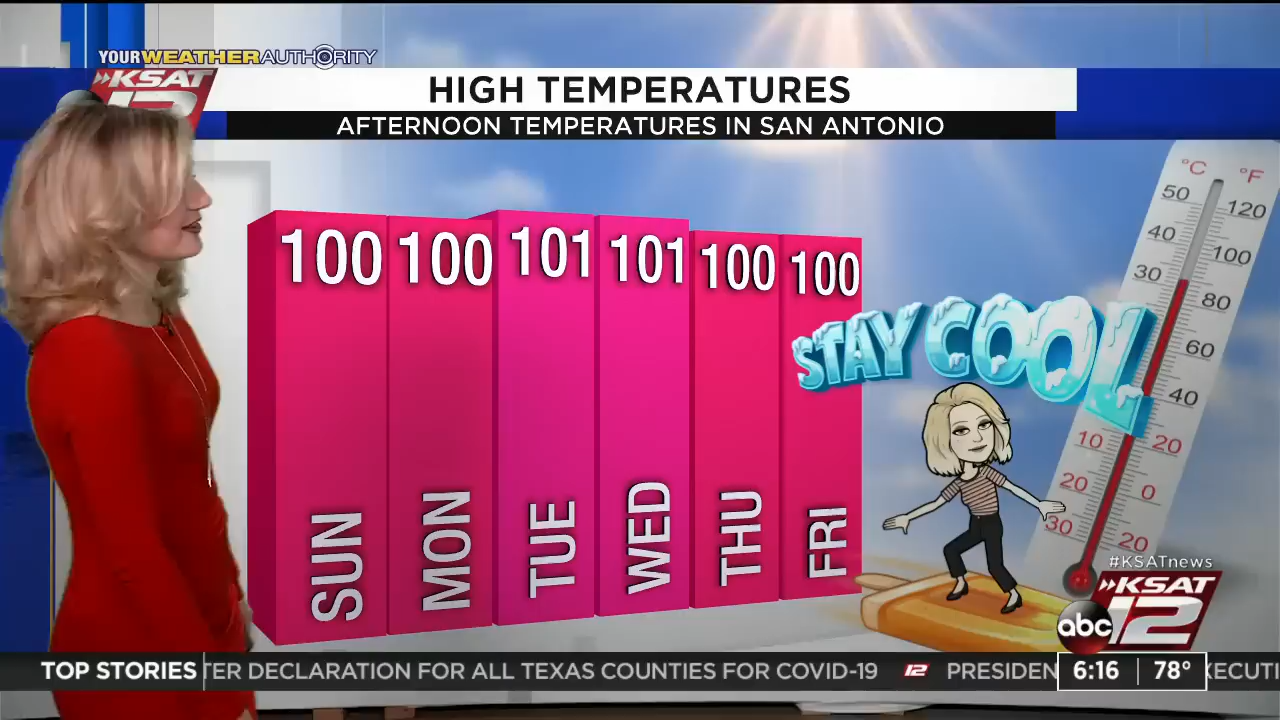 YOURWEATHERAUTHORITY
KSAT
12
HIGH TEMPERATURES
AFTERNOON TEMPERATURES IN SAN ANTONIO
100 100 101 101 100 100
SUN MON TUE WED THU FRI
STAY COOL
°C °F
50 120
40 100
30 80
60
40
10 20
20 0
30 20
#KSATnews
KSAT
abc 12
TOP STORIES TER DECLARATION FOR ALL TEXAS COUNTIES FOR COVID-19 12 PRESIDEN 6:16 78° XECUTI